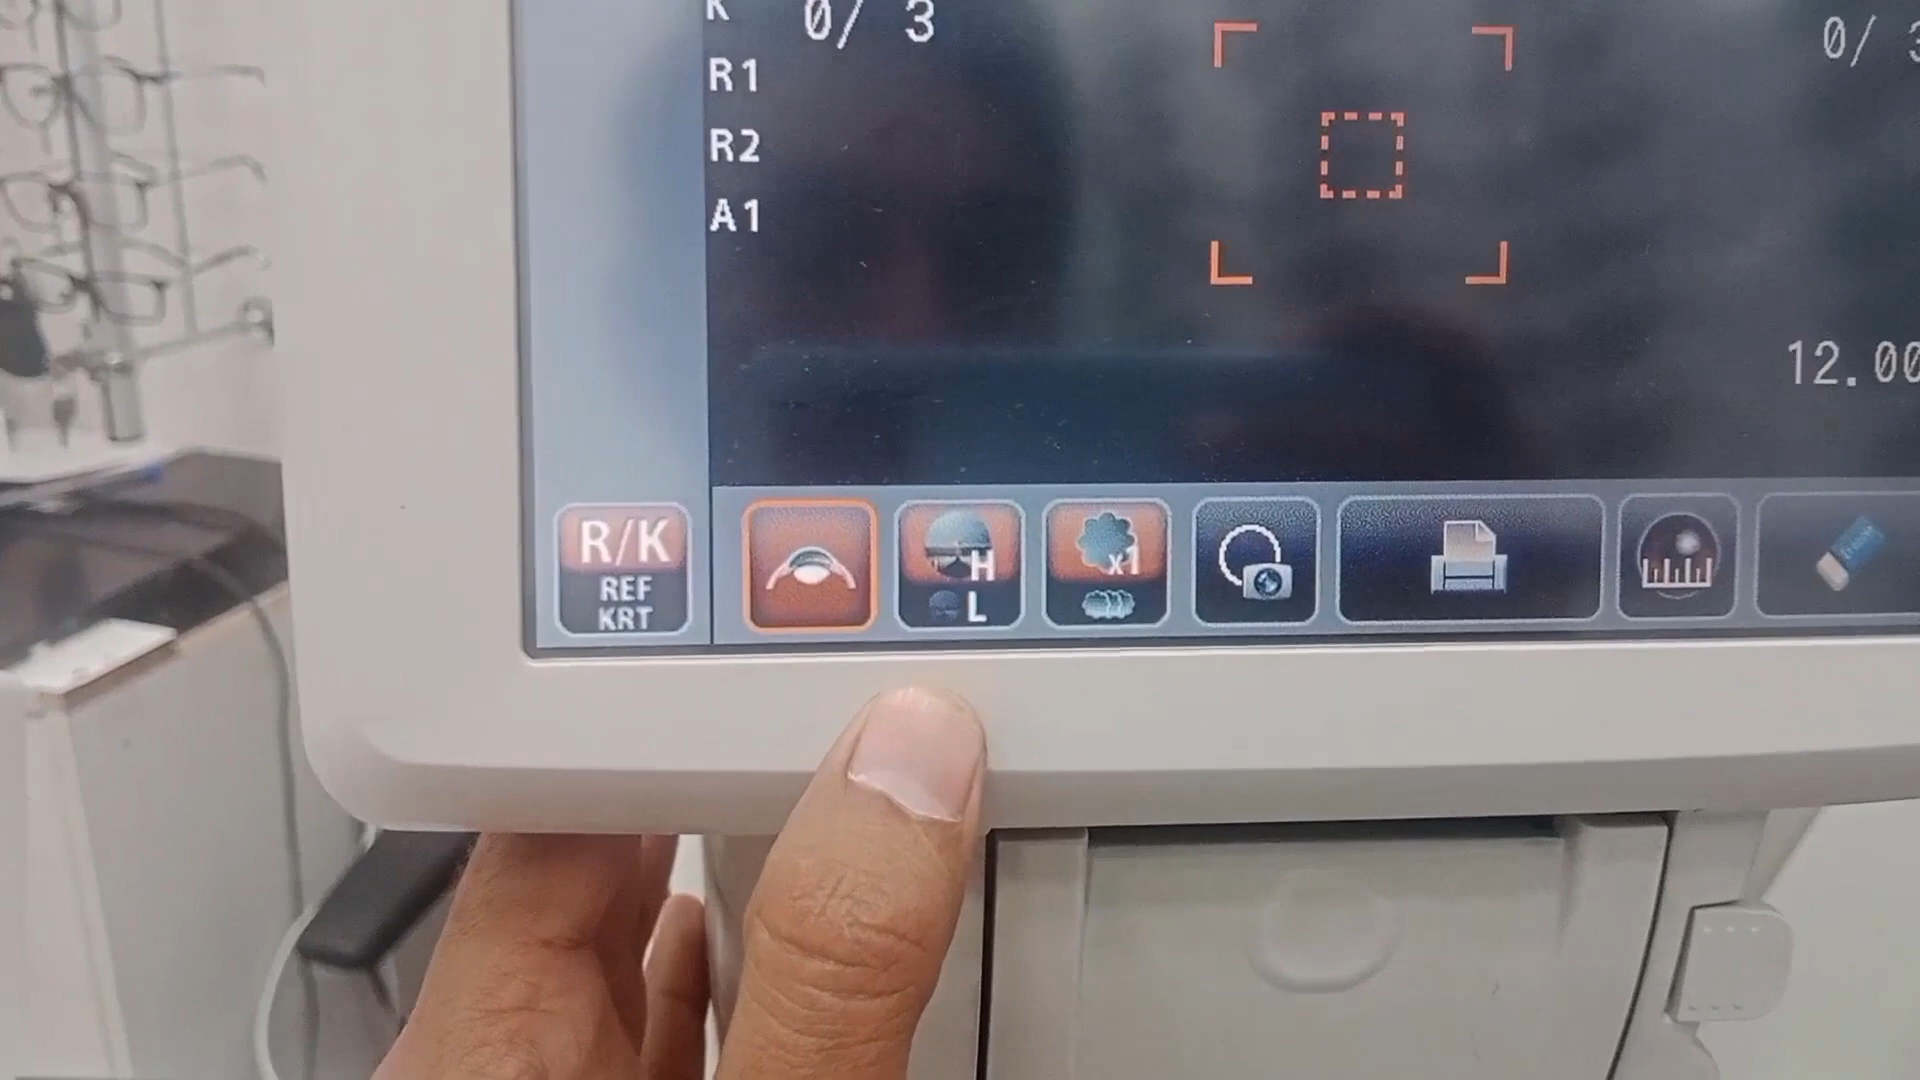 K 0/ 3
0/ 3
R1
R2
A1
12.00
R/K
REF
KRT
H
L
x1